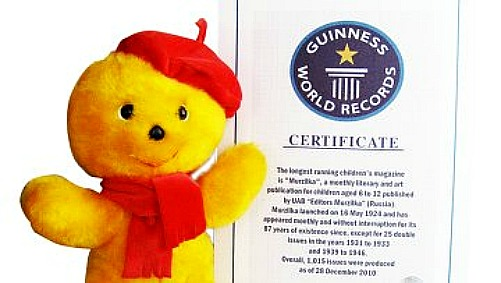 GUINNESS
WORLD RECORDS
CERTIFICATE
The longest running children's magazine
is "Murzilka", a monthly literary and art
publication for children aged 6 to 12 published
by UAB "Editors Murzilka" (Russia)
Murzilka launched on 16 May 1924 and has
appeared monthly and without interruption for its
87 years of existence since, except for 25 double
issues in the years 1931 to 1933
and 1939 to 1946.
Overall, 1,015 issues were produced
as of 28 December 2010